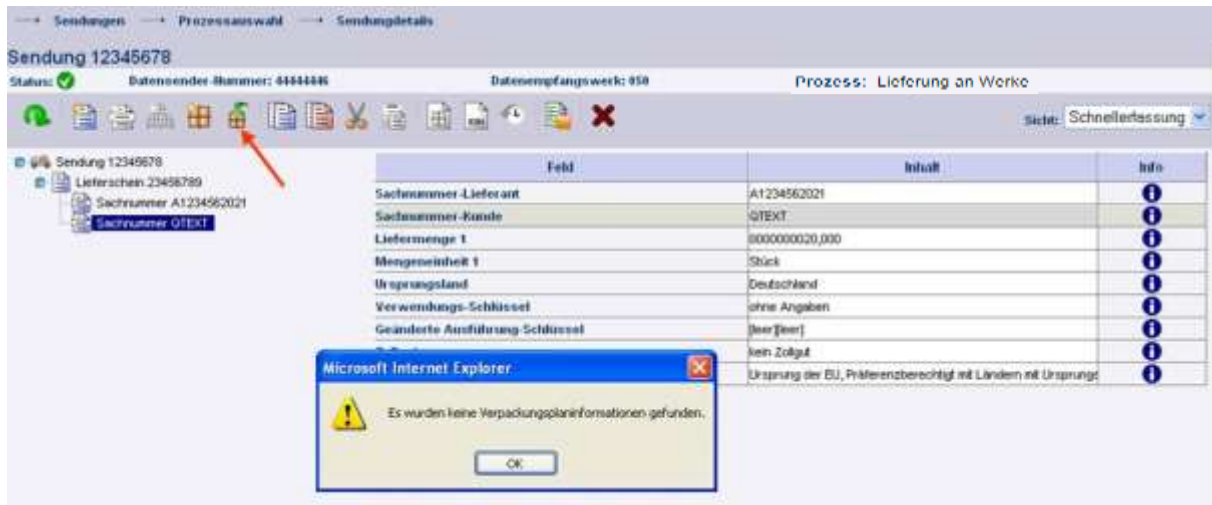 Sendungen Prozessauswahl Sendungdetails
Sendung 12345678
Status: Datensender-Nummer: 44444446 Datenempfangswerk: 050 Prozess: Lieferung an Werke
Sicht: Schnellerfassung
Sendung 12345678
Lieferschein 23456789
Sachnummer A1234562021
Sachnummer QTEXT
Feld Inhalt Info
Sachnummer-Lieferant A1234562021
Sachnummer-Kunde QTEXT
Liefermenge 1 0000000020,000
Mengeneinheit 1 Stück
Ursprungsland Deutschland
Verwendungs-Schlüssel ohne Angaben
Geänderte Ausführung-Schlüssel [leer][leer]
kein Zollgut
Ursprung der EU, Präferenzberechtigt mit Ländern mit Ursprungs
Microsoft Internet Explorer
Es wurden keine Verpackungsplaninformationen gefunden.
OK